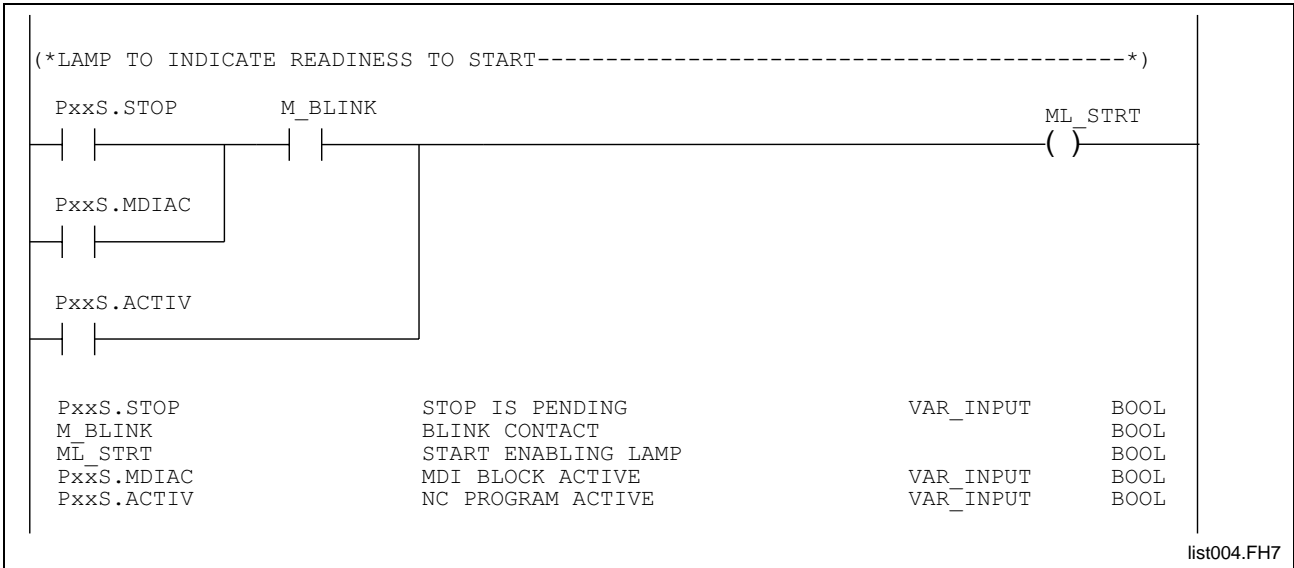 (*LAMP TO INDICATE READINESS TO START-------------------------------------------*)
PxxS.STOP M_BLINK ML_STRT
( )
PxxS.MDIAC
PxxS.ACTIV
PxxS.STOP STOP IS PENDING VAR_INPUT BOOL
M_BLINK BLINK CONTACT BOOL
ML_STRT START ENABLING LAMP BOOL
PxxS.MDIAC MDI BLOCK ACTIVE VAR_INPUT BOOL
PxxS.ACTIV NC PROGRAM ACTIVE VAR_INPUT BOOL
list004.FH7